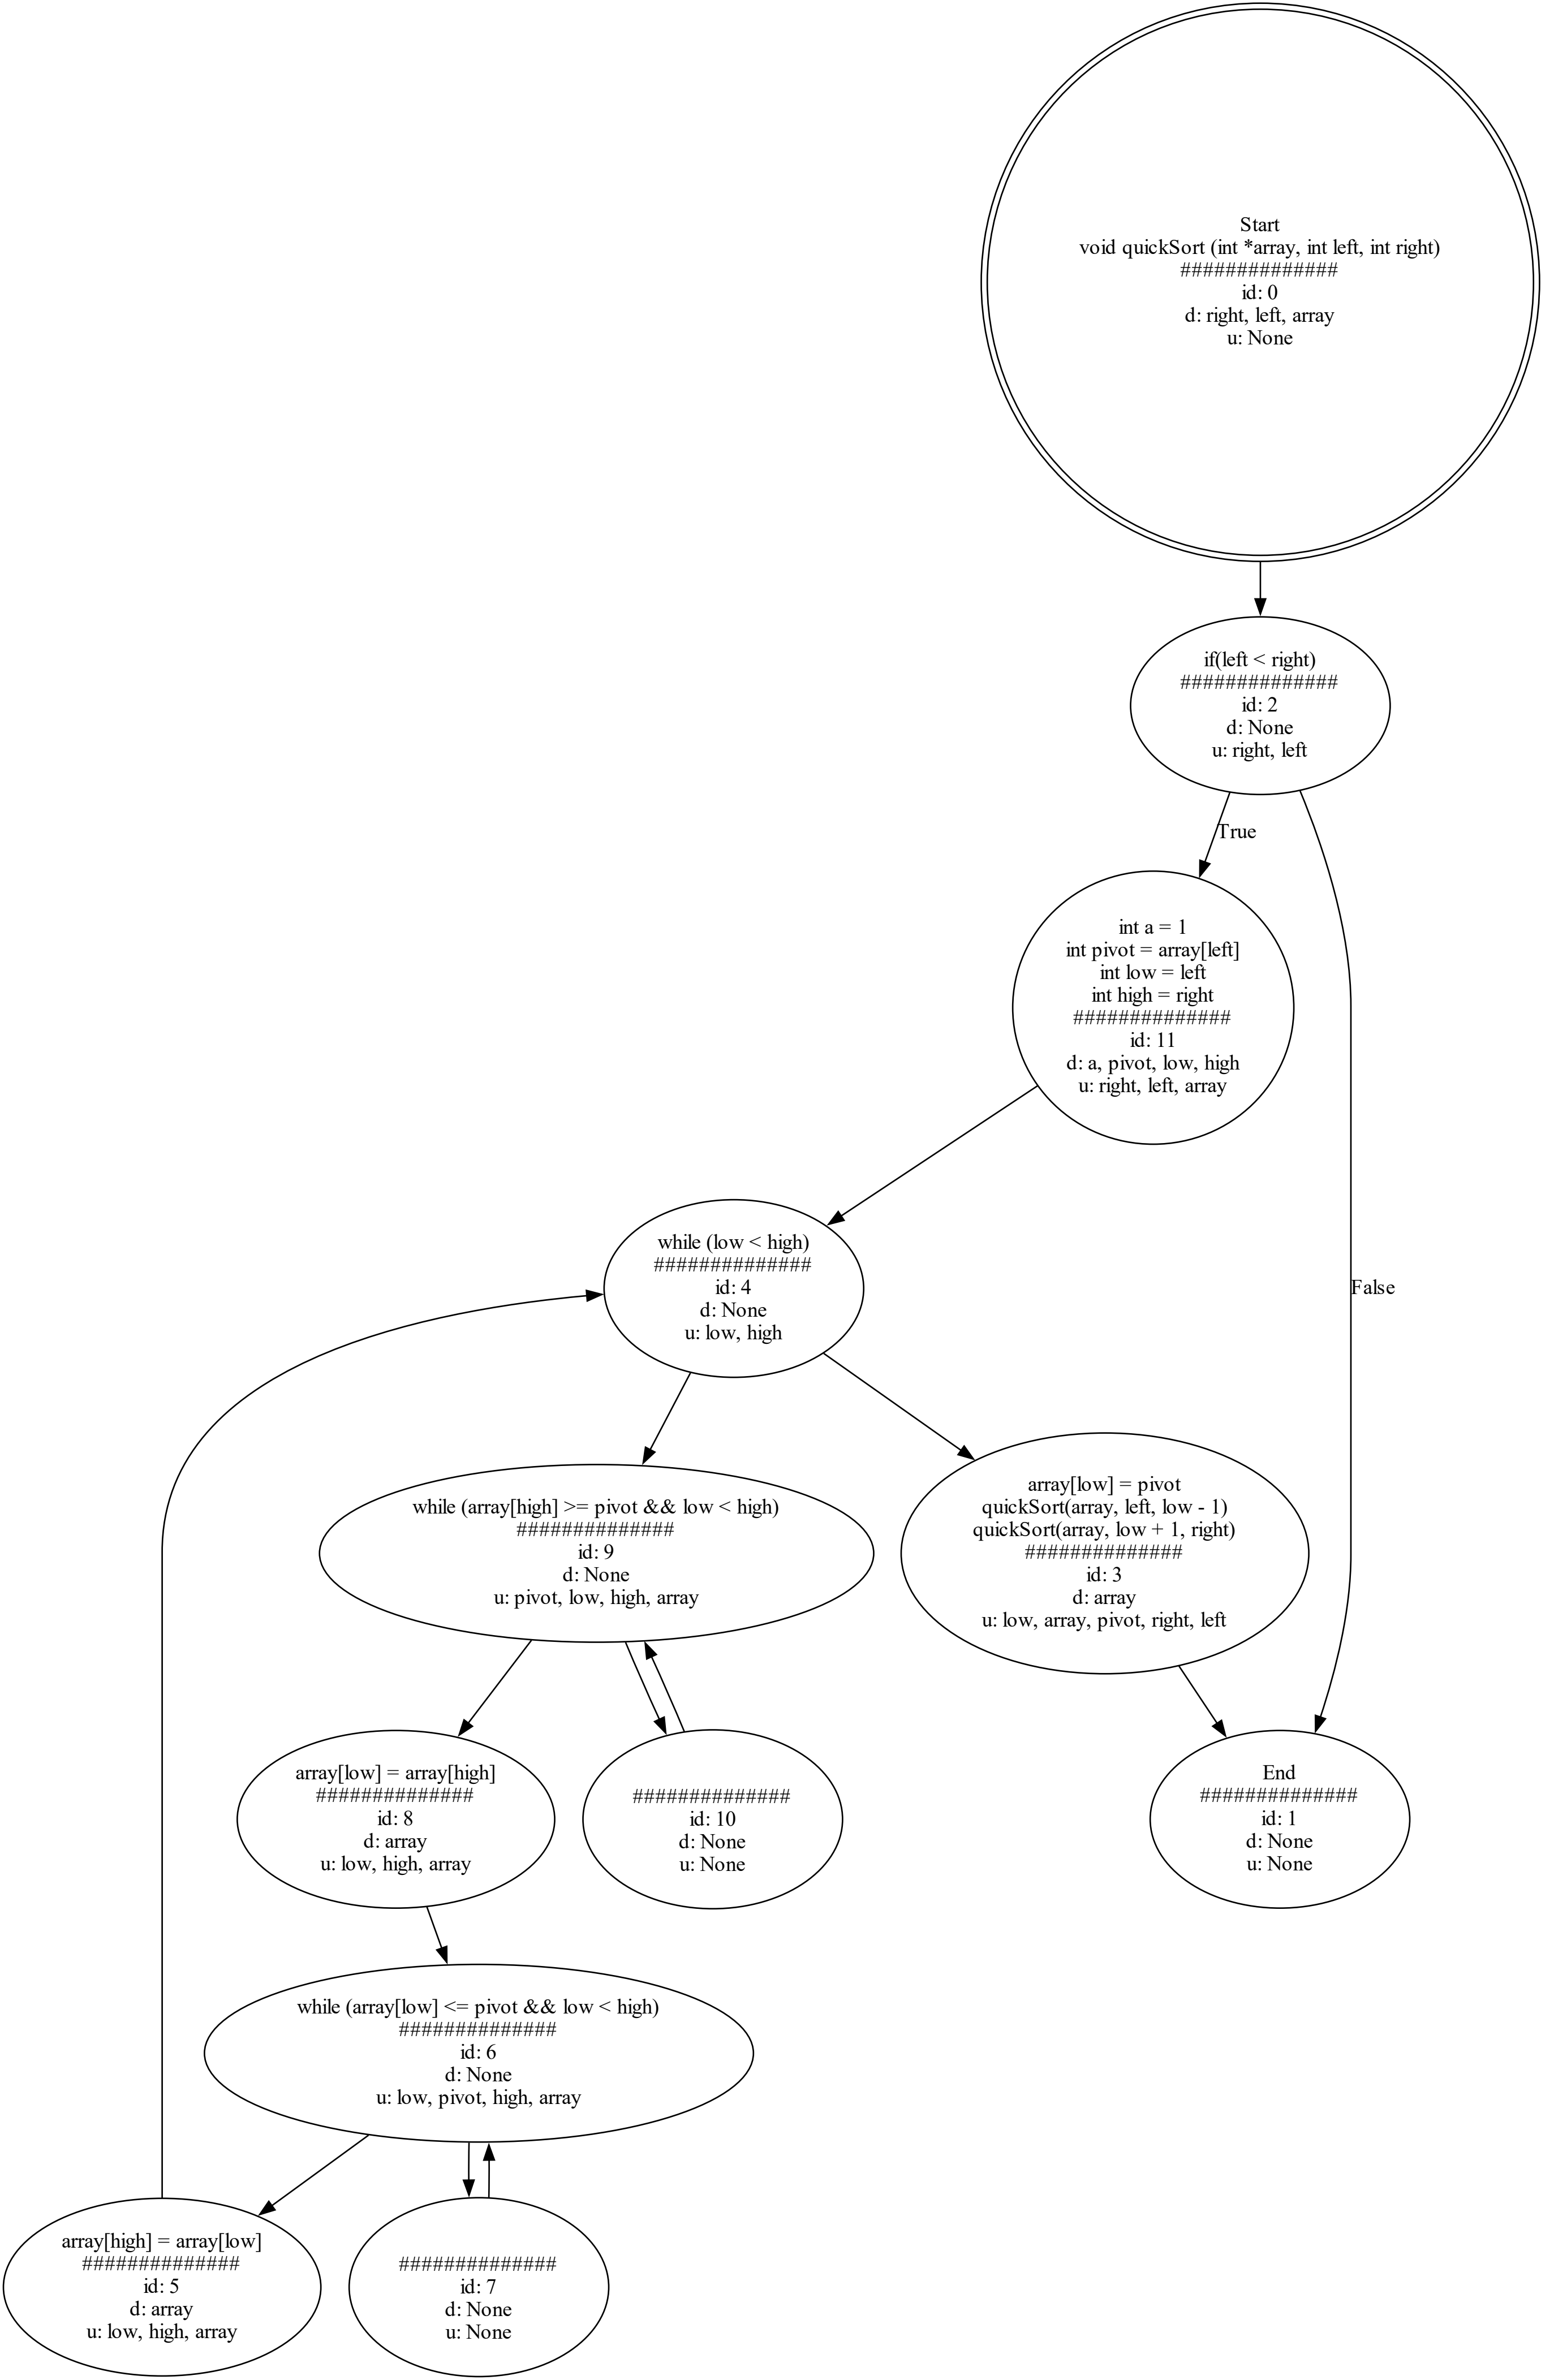 Start
void quickSort (int *array, int left, int right)
##############
id: 0
d: right, left, array
u: None
if(left < right)
##############
id: 2
d: None
u: right, left
True
int a = 1
int pivot = array[left]
int low = left
int high = right
##############
id: 11
d: a, pivot, low, high
u: right, left, array
while (low < high)
##############
id: 4
d: None
u: low, high
False
while (array[high] >= pivot && low < high)
##############
id: 9
d: None
u: pivot, low, high, array
array[low] = pivot
quickSort(array, left, low - 1)
quickSort(array, low + 1, right)
##############
id: 3
d: array
u: low, array, pivot, right, left
array[low] = array[high]
##############
id: 8
d: array
u: low, high, array
##############
id: 10
d: None
u: None
End
##############
id: 1
d: None
u: None
while (array[low] <= pivot && low < high)
##############
id: 6
d: None
u: low, pivot, high, array
array[high] = array[low]
##############
id: 5
d: array
u: low, high, array
##############
id: 7
d: None
u: None